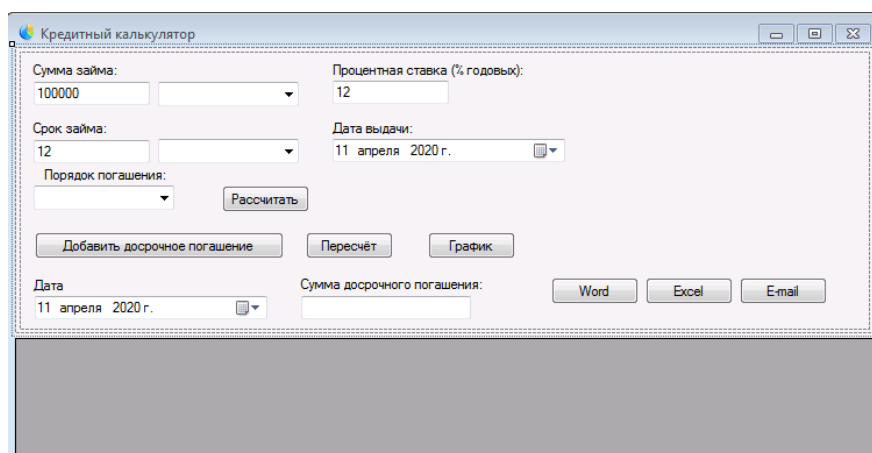 Кредитный калькулятор
Сумма займа: Процентная ставка (% годовых):
100000 12
Срок займа: Дата выдачи:
12 11 апреля 2020 г.
Порядок погашения:
Рассчитать
Добавить досрочное погашение Пересчёт График
Дата Сумма досрочного погашения: Word Excel E-mail
11 апреля 2020 г.